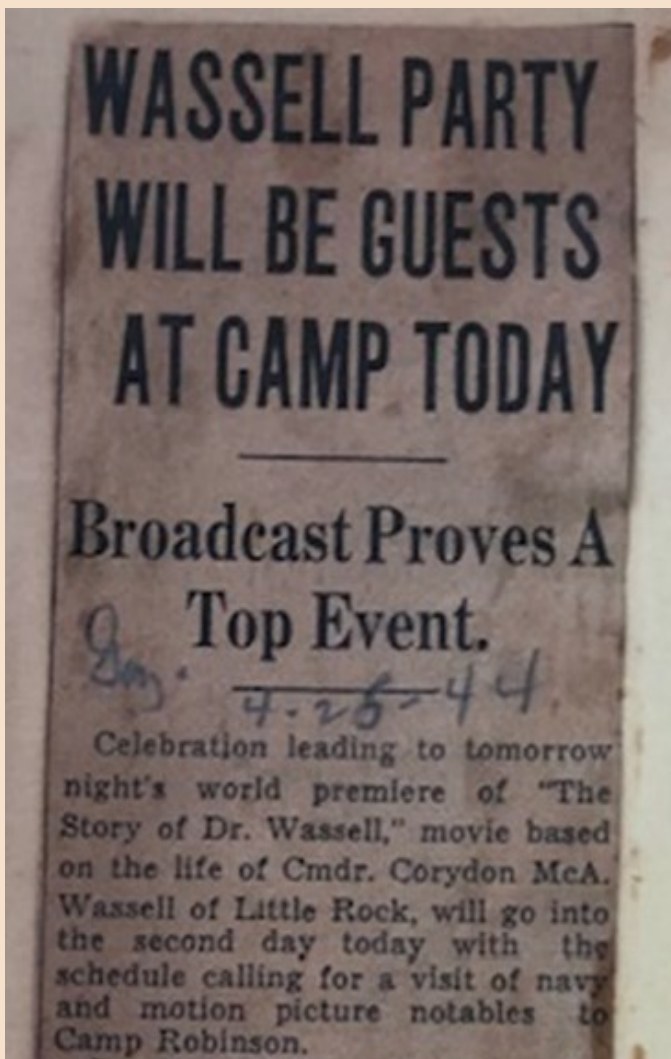 WASSELL PARTY
WILL BE GUESTS
AT CAMP TODAY
Broadcast Proves A
Top Event.
Gaz. 4-25-44
Celebration leading to tomorrow
night's world premiere of "The
Story of Dr. Wassell," movie based
on the life of Cmdr. Corydon McA.
Wassell of Little Rock, will go into
the second day today with the
schedule calling for a visit of navy
and motion picture notables to
Camp Robinson.